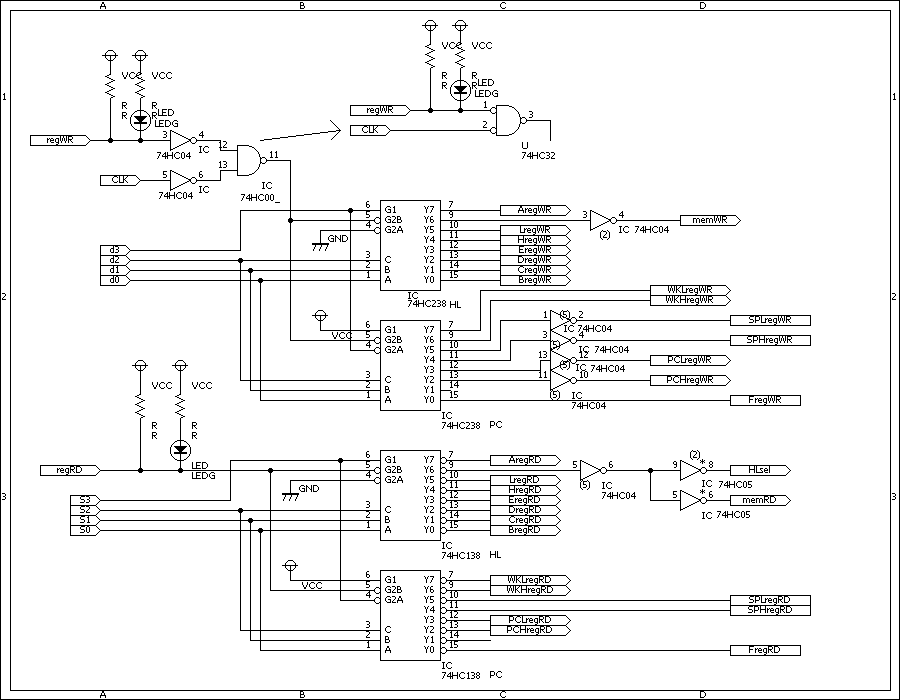 A B C D
VCC VCC
R LED
R LEDG
regWR 1 3
CLK 2
U
74HC32
VCC VCC
R LED
R LEDG
regWR 3 4 12
74HC04 IC
11
CLK 5 6 13
74HC04 IC
IC
74HC00_
1 1
6 G1 Y7 7 AregWR
5 G2B Y6 9 3 4 memWR
4 G2A Y5 10 LregWR (2) IC 74HC04
GND Y4 11 HregWR
d3 Y3 12 EregWR
d2 3 C Y2 13 DregWR
d1 2 B Y1 14 CregWR
d0 1 A Y0 15 BregWR
IC
74HC238 HL
2 2
WKLregWR
WKHregWR
VCC
6 G1 Y7 7 1 (5) 2 SPLregWR
IC 74HC04
5 G2B Y6 9 3 4 SPHregWR
4 G2A Y5 10 (5) IC 74HC04
Y4 11 13 12 PCLregWR
Y3 12 (5) IC 74HC04
3 C Y2 13 11 10 PCHregWR
2 B Y1 14 (5) IC
1 A Y0 15 74HC04 FregWR
IC
74HC238 PC
VCC VCC
R R
R R
LED
LEDG
regRD
6 G1 Y7 7 AregRD (2)
5 G2B Y6 9 5 6 9 * 8 HLsel
4 G2A Y5 10 LregRD (5) IC IC 74HC05
GND Y4 11 HregRD 74HC04
S3 Y3 12 EregRD 5 * 6 memRD
S2 3 C Y2 13 DregRD IC 74HC05
S1 2 B Y1 14 CregRD
S0 1 A Y0 15 BregRD
IC
74HC138 HL
3 3
VCC
6 G1 Y7 7 WKLregRD
5 G2B Y6 9 WKHregRD
4 G2A Y5 10 SPLregRD
Y4 11 SPHregRD
Y3 12 PCLregRD
3 C Y2 13 PCHregRD
2 B Y1 14
1 A Y0 15 FregRD
IC
74HC138 PC
A B C D